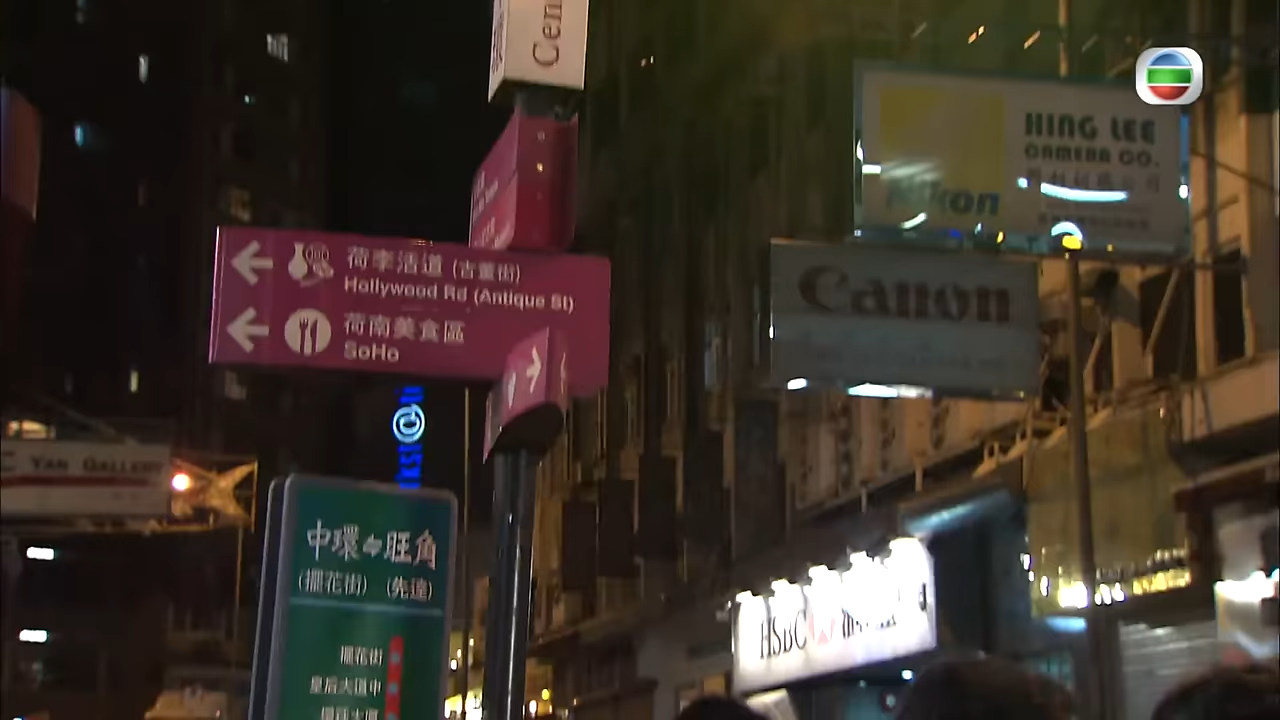 Cen
荷李活道 (古董街)
Hollywood Rd (Antique St)
荷南美食區
SoHo
HING LEE
CAMERA CO.
Nikon
Canon
YAN GALLERY
中環⇋旺角
(擺花街) (先達)
擺花街
皇后大道中
HSBC